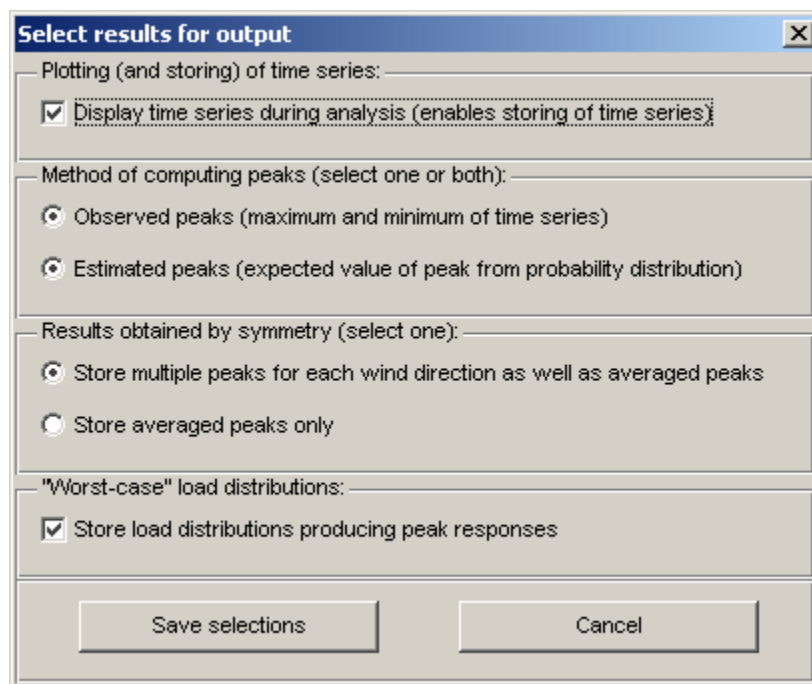 Select results for output
Plotting (and storing) of time series:
Display time series during analysis (enables storing of time series)
Method of computing peaks (select one or both):
Observed peaks (maximum and minimum of time series)
Estimated peaks (expected value of peak from probability distribution)
Results obtained by symmetry (select one):
Store multiple peaks for each wind direction as well as averaged peaks
Store averaged peaks only
"Worst-case" load distributions:
Store load distributions producing peak responses
Save selections
Cancel